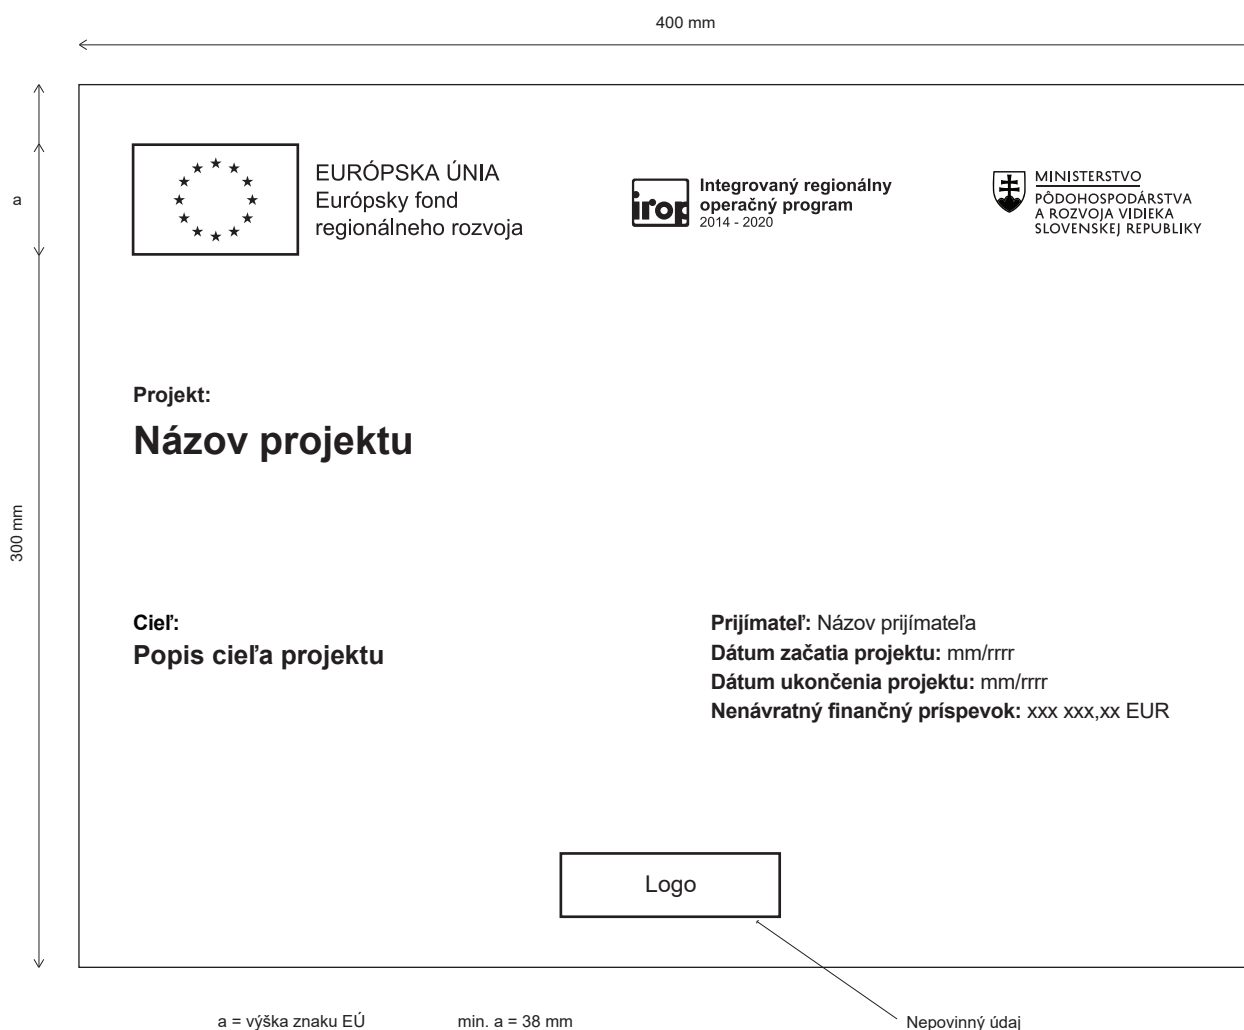 400 mm
a
EURÓPSKA ÚNIA
Európsky fond
regionálneho rozvoja
irop
Integrovaný regionálny
operačný program
2014 - 2020
MINISTERSTVO
PÔDOHOSPODÁRSTVA
A ROZVOJA VIDIEKA
SLOVENSKEJ REPUBLIKY
Projekt:
Názov projektu
300 mm
Cieľ:
Popis cieľa projektu
Prijímateľ: Názov prijímateľa
Dátum začatia projektu: mm/rrrr
Dátum ukončenia projektu: mm/rrrr
Nenávratný finančný príspevok: xxx xxx,xx EUR
Logo
a = výška znaku EÚ
min. a = 38 mm
Nepovinný údaj